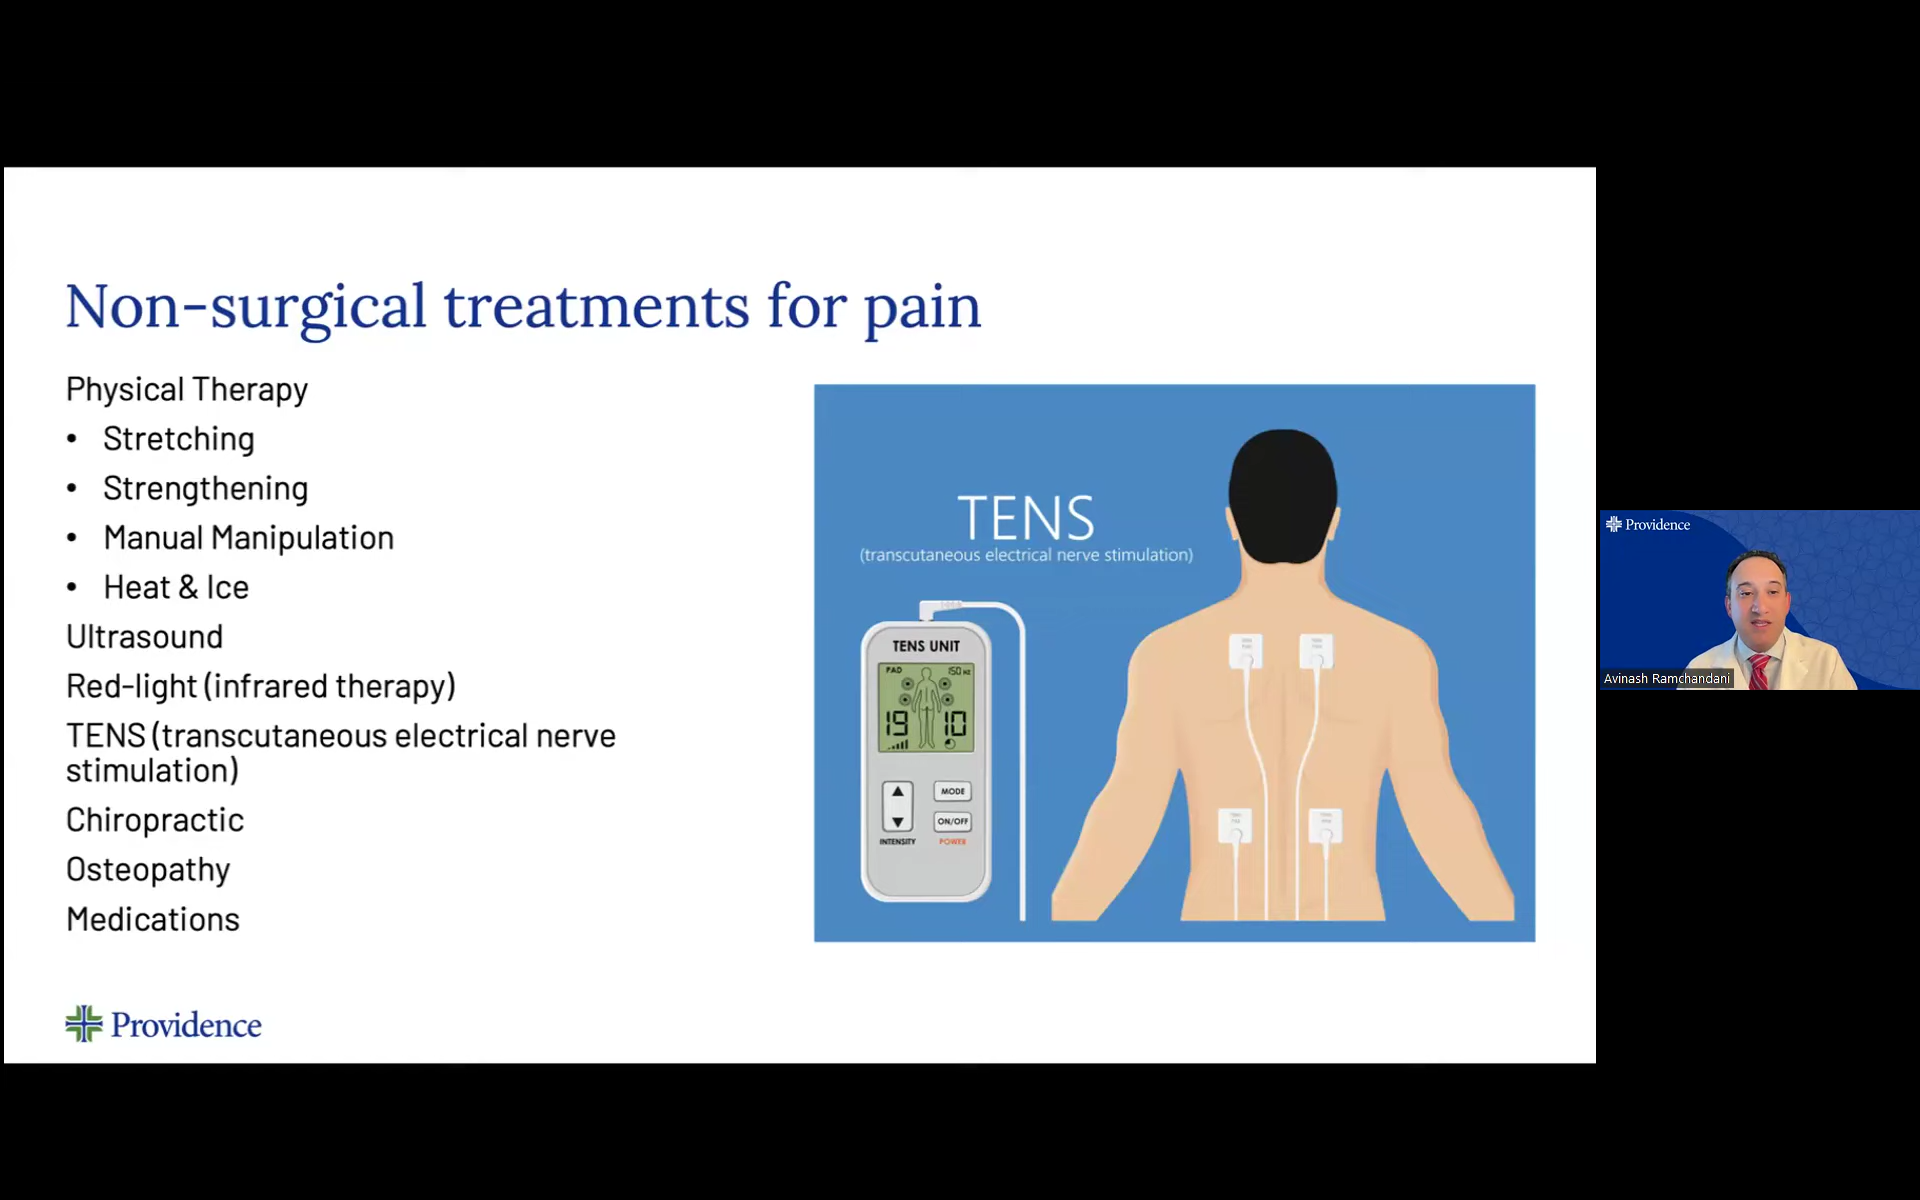 Non-surgical treatments for pain
Physical Therapy
• Stretching
• Strengthening
• Manual Manipulation
• Heat & Ice
Ultrasound
Red-light (infrared therapy)
TENS (transcutaneous electrical nerve
stimulation)
Chiropractic
Osteopathy
Medications
Providence
TENS
(transcutaneous electrical nerve stimulation)
TENS UNIT
PAD 150 HZ
19 10
MODE
ON/OFF
INTENSITY POWER
Providence
Avinash Ramchandani